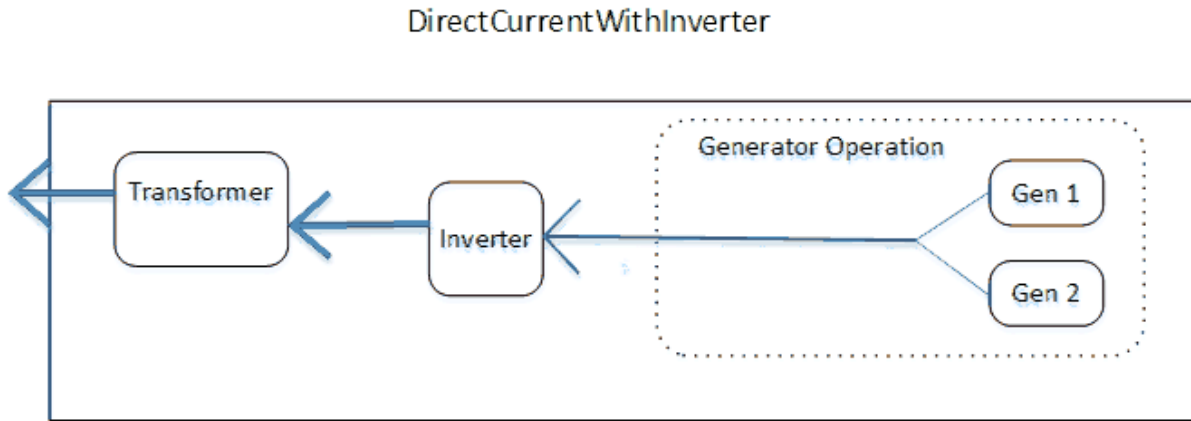 DirectCurrentWithInverter
Generator Operation
Transformer
Gen 1
Inverter
Gen 2